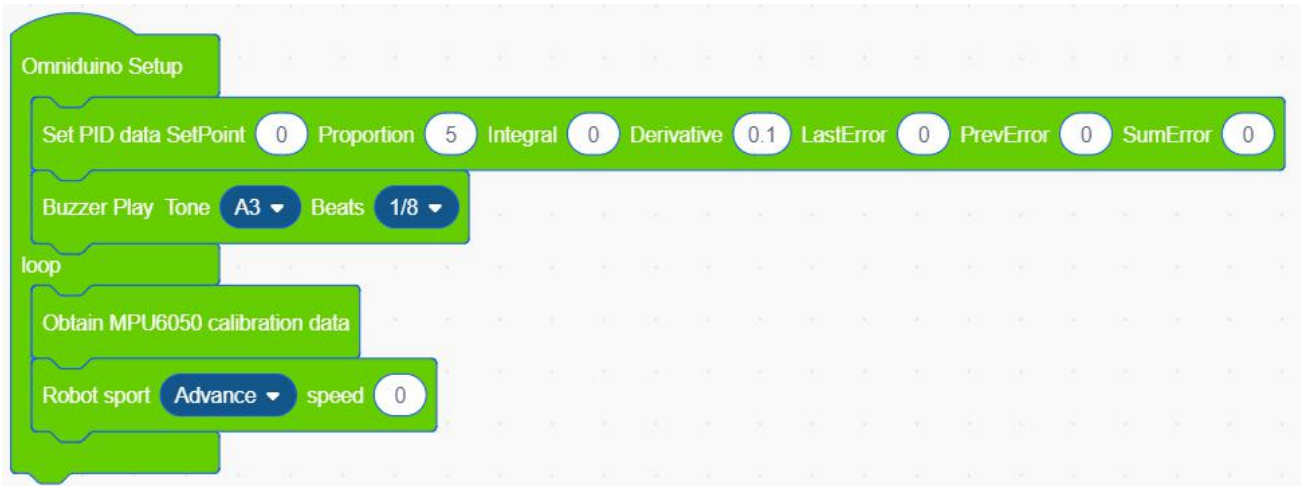 Omniduino Setup
Set PID data SetPoint 0 Proportion 5 Integral 0 Derivative 0.1 LastError 0 PrevError 0 SumError 0
Buzzer Play Tone A3 Beats 1/8
loop
Obtain MPU6050 calibration data
Robot sport Advance speed 0